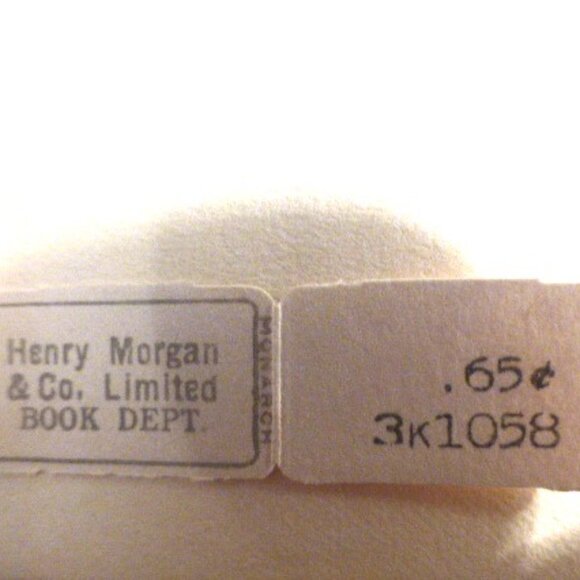 Henry Morgan
& Co. Limited
BOOK DEPT.
MONARCH
.65¢
3K1058